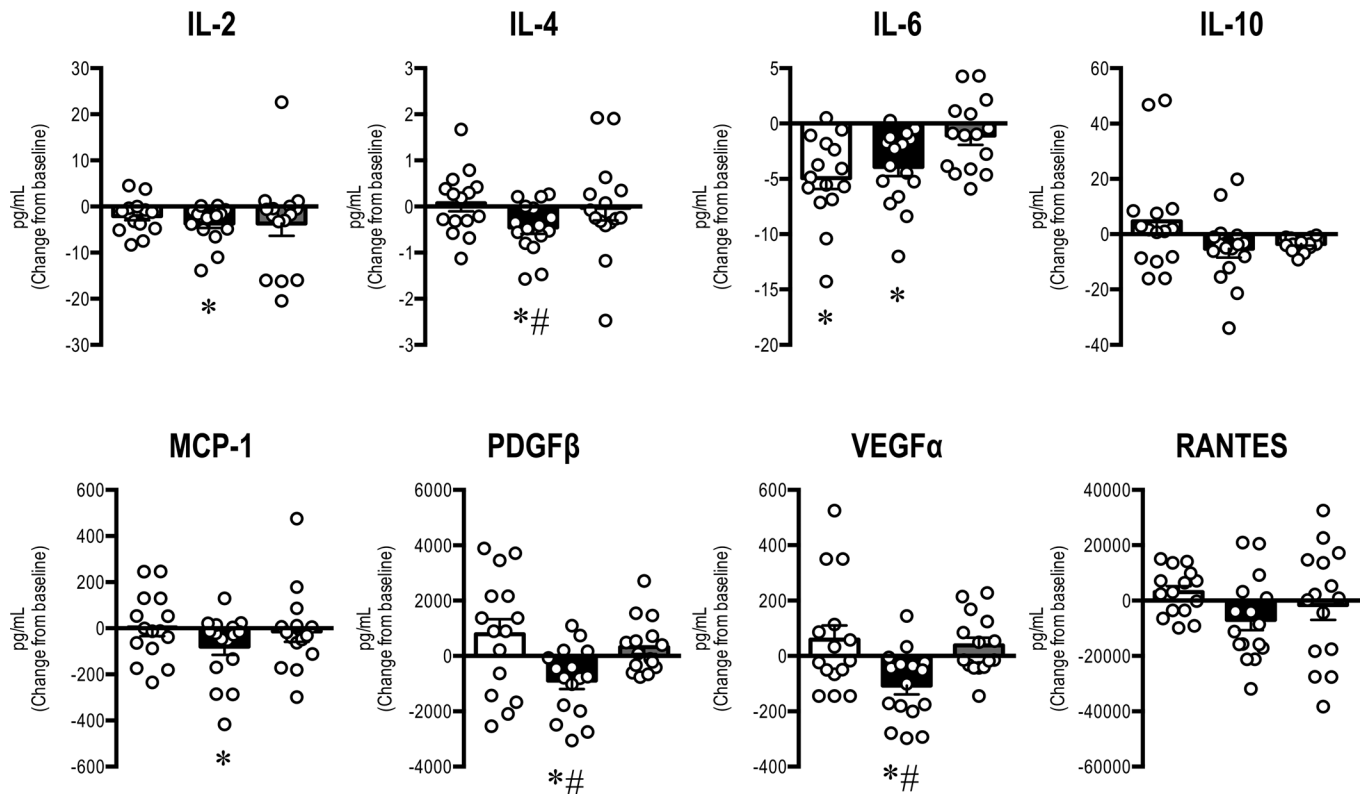 IL-2
IL-4
IL-6
IL-10
pg/mL
(Change from baseline)
30
20
10
0
-10
-20
-30
*
pg/mL
(Change from baseline)
3
2
1
0
-1
-2
-3
*#
pg/mL
(Change from baseline)
5
0
-5
-10
-15
-20
*
*
pg/mL
(Change from baseline)
60
40
20
0
-20
-40
MCP-1
PDGFβ
VEGFα
RANTES
pg/mL
(Change from baseline)
600
400
200
0
-200
-400
-600
*
pg/mL
(Change from baseline)
6000
4000
2000
0
-2000
-4000
*#
pg/mL
(Change from baseline)
600
400
200
0
-200
-400
*#
pg/mL
(Change from baseline)
40000
20000
0
-20000
-40000
-60000